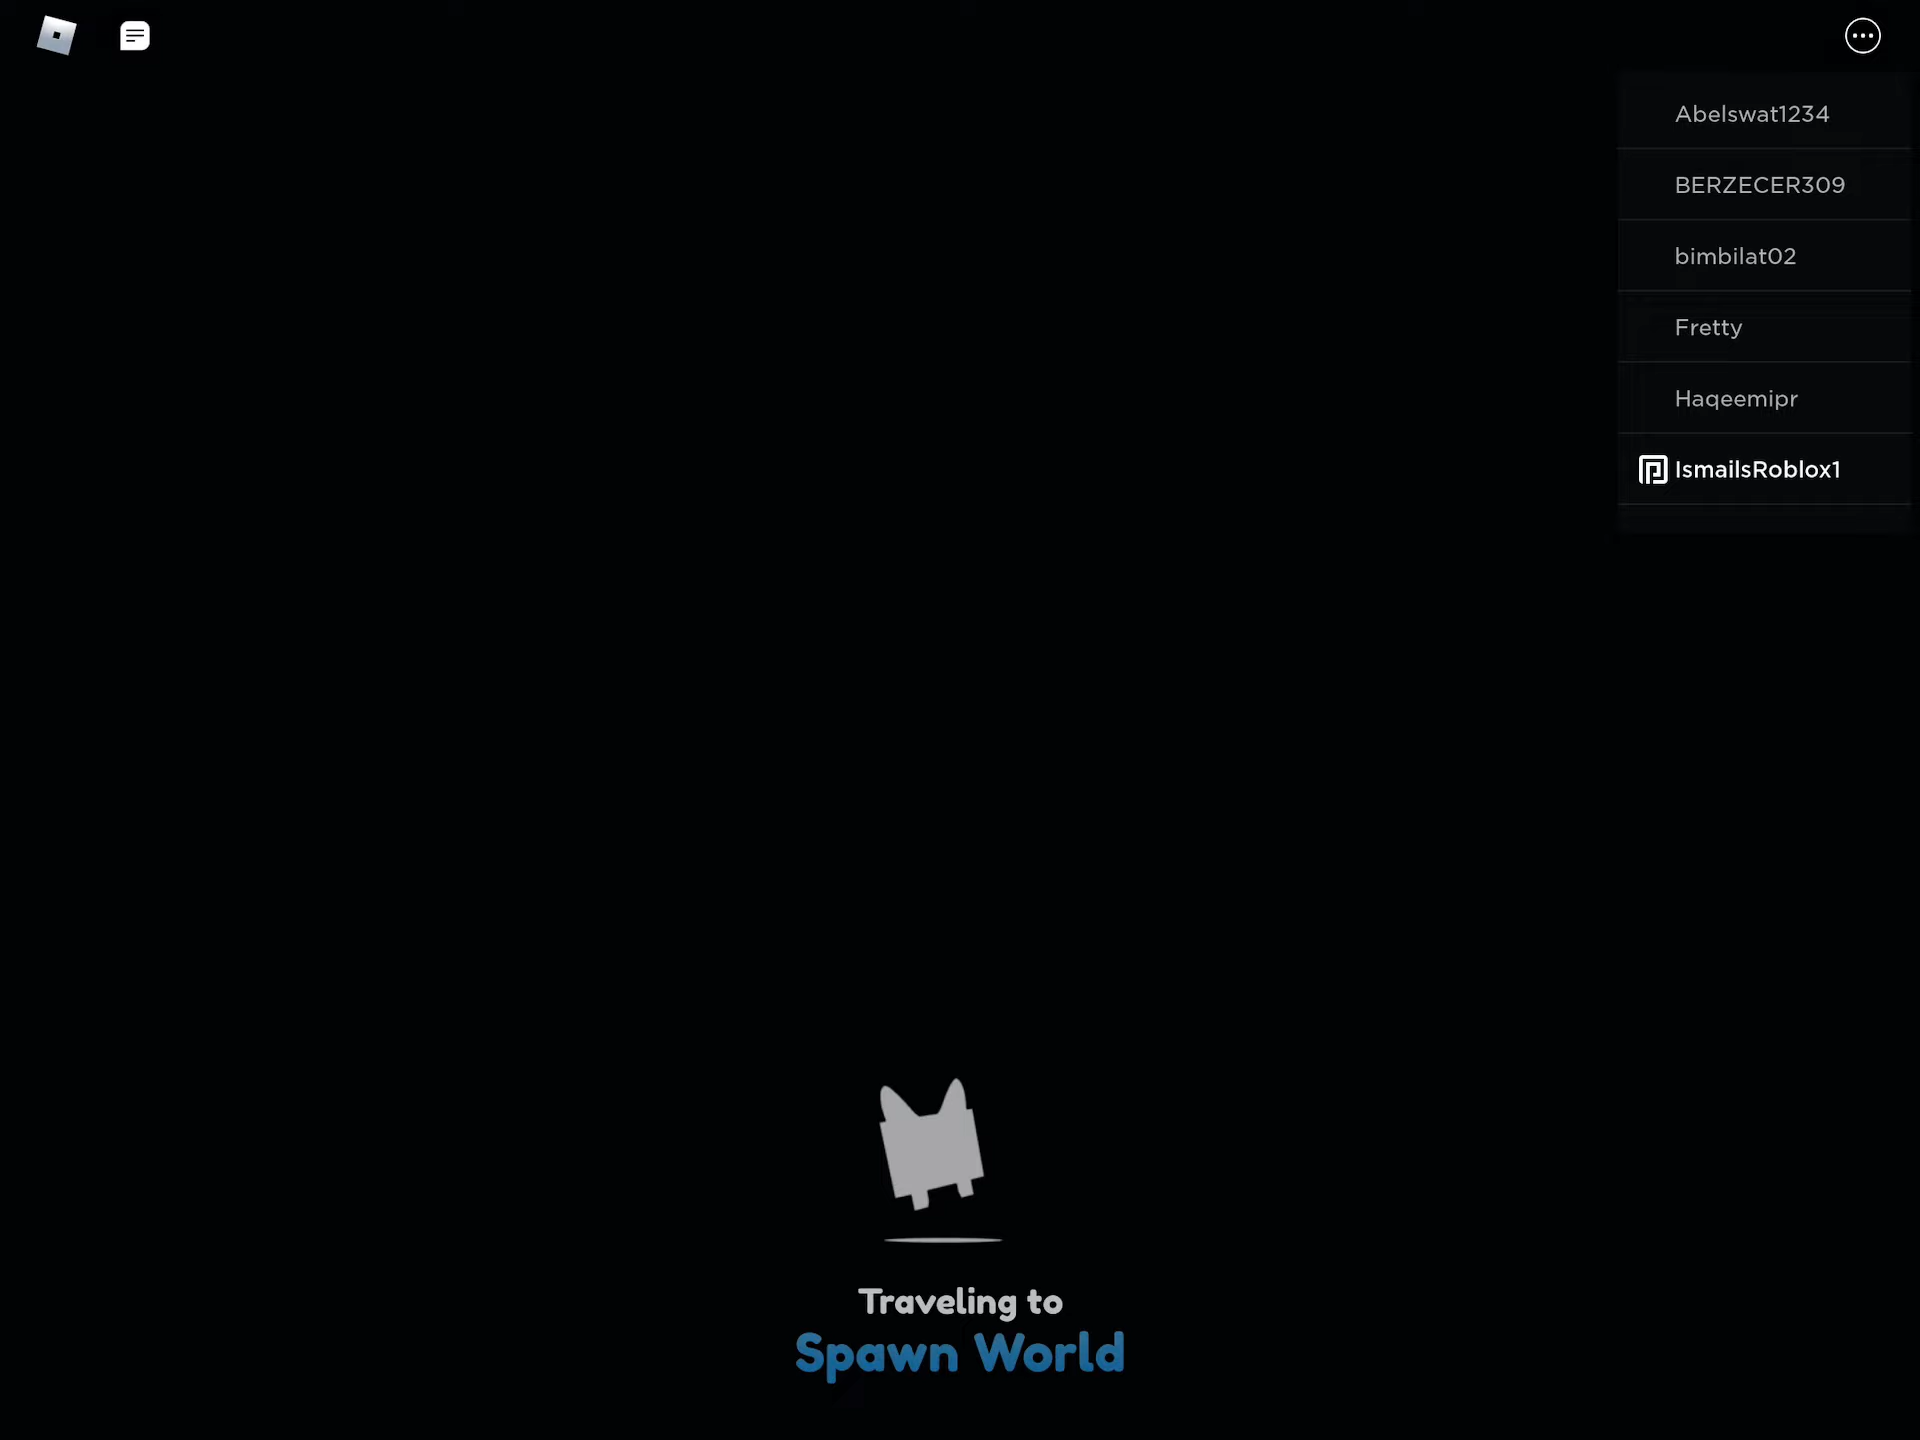 Abelswat1234
BERZECER309
bimbilat02
Fretty
Haqeemipr
IsmailsRoblox1
Traveling to
Spawn World